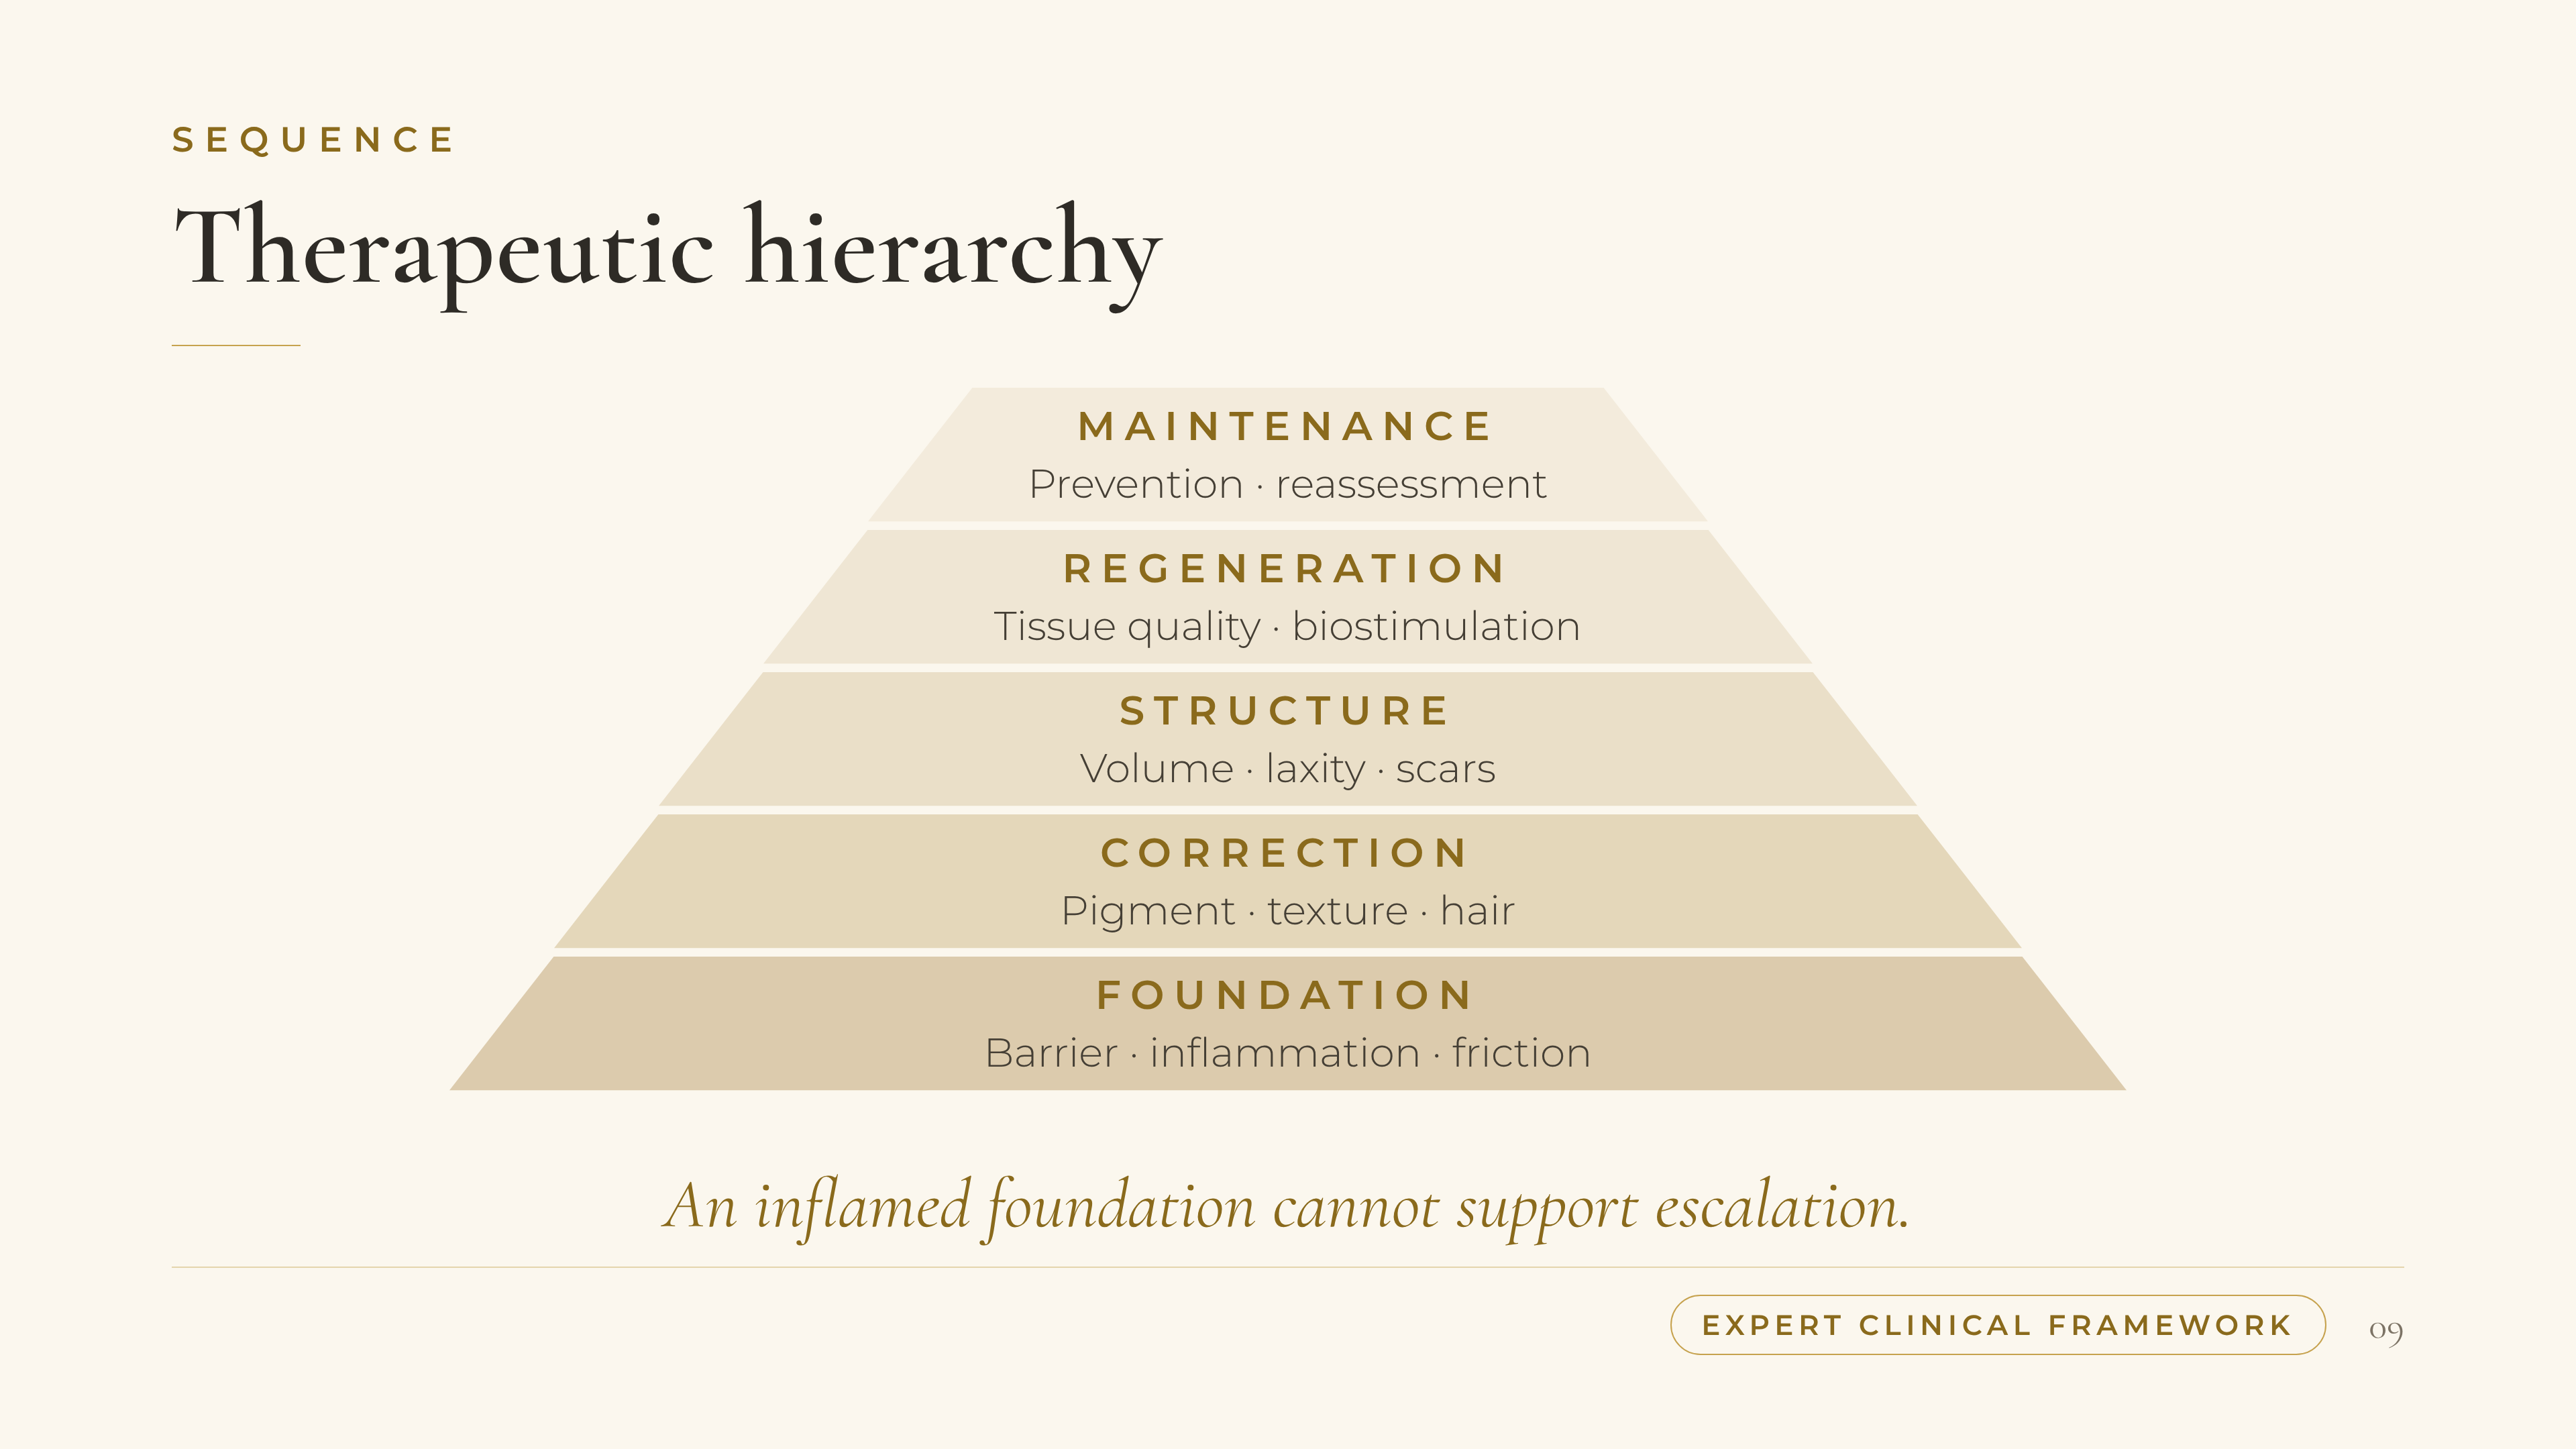 SEQUENCE
Therapeutic hierarchy
MAINTENANCE
Prevention · reassessment
REGENERATION
Tissue quality · biostimulation
STRUCTURE
Volume · laxity · scars
CORRECTION
Pigment · texture · hair
FOUNDATION
Barrier · inflammation · friction
An inflamed foundation cannot support escalation.
EXPERT CLINICAL FRAMEWORK
09